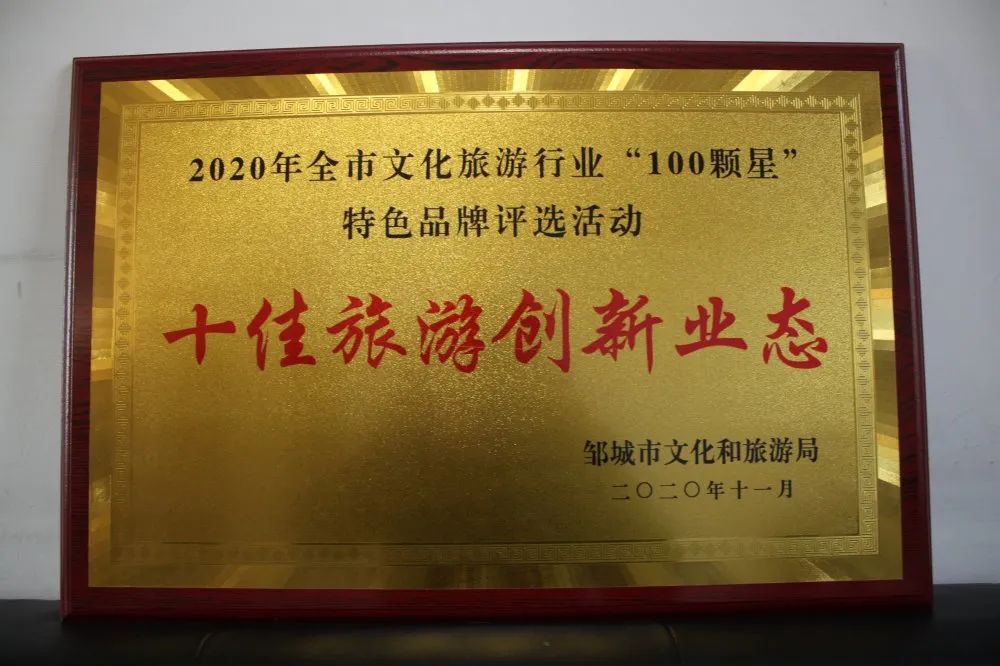 2020年全市文化旅游行业“100颗星”
特色品牌评选活动
十佳旅游创新业态
邹城市文化和旅游局
二〇二〇年十一月